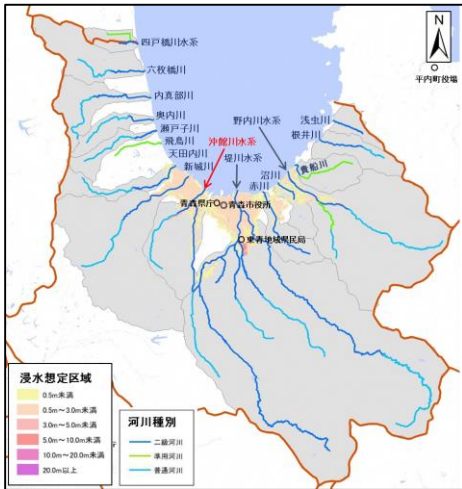 N
平内町役場
四戸橋川水系
六枚橋川
内真部川
奥内川
瀬戸子川
飛鳥川
天田内川
新城川
沖館川水系
堤川水系
野内川水系
浅虫川
根井川
貴船川
沼川
赤川
青森県庁
青森市役所
東青地域県民局
浸水想定区域
0.5m未満
0.5m~3.0m未満
3.0m~5.0m未満
5.0m~10.0m未満
10.0m~20.0m未満
20.0m以上
河川種別
二級河川
準用河川
普通河川